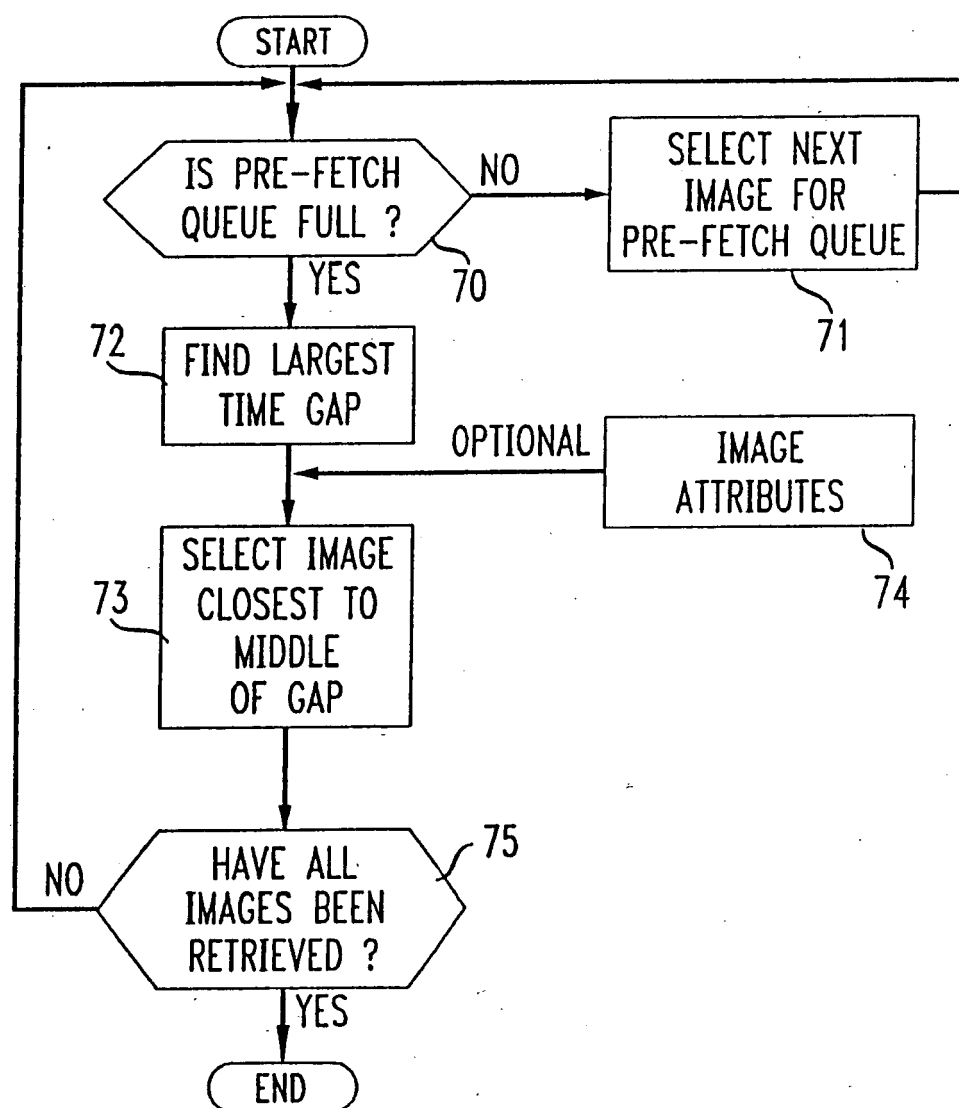 START
IS PRE-FETCH
QUEUE FULL ?
NO
SELECT NEXT
IMAGE FOR
PRE-FETCH QUEUE
70
71
YES
72
FIND LARGEST
TIME GAP
OPTIONAL
IMAGE
ATTRIBUTES
74
73
SELECT IMAGE
CLOSEST TO
MIDDLE
OF GAP
75
HAVE ALL
IMAGES BEEN
RETRIEVED ?
NO
YES
END